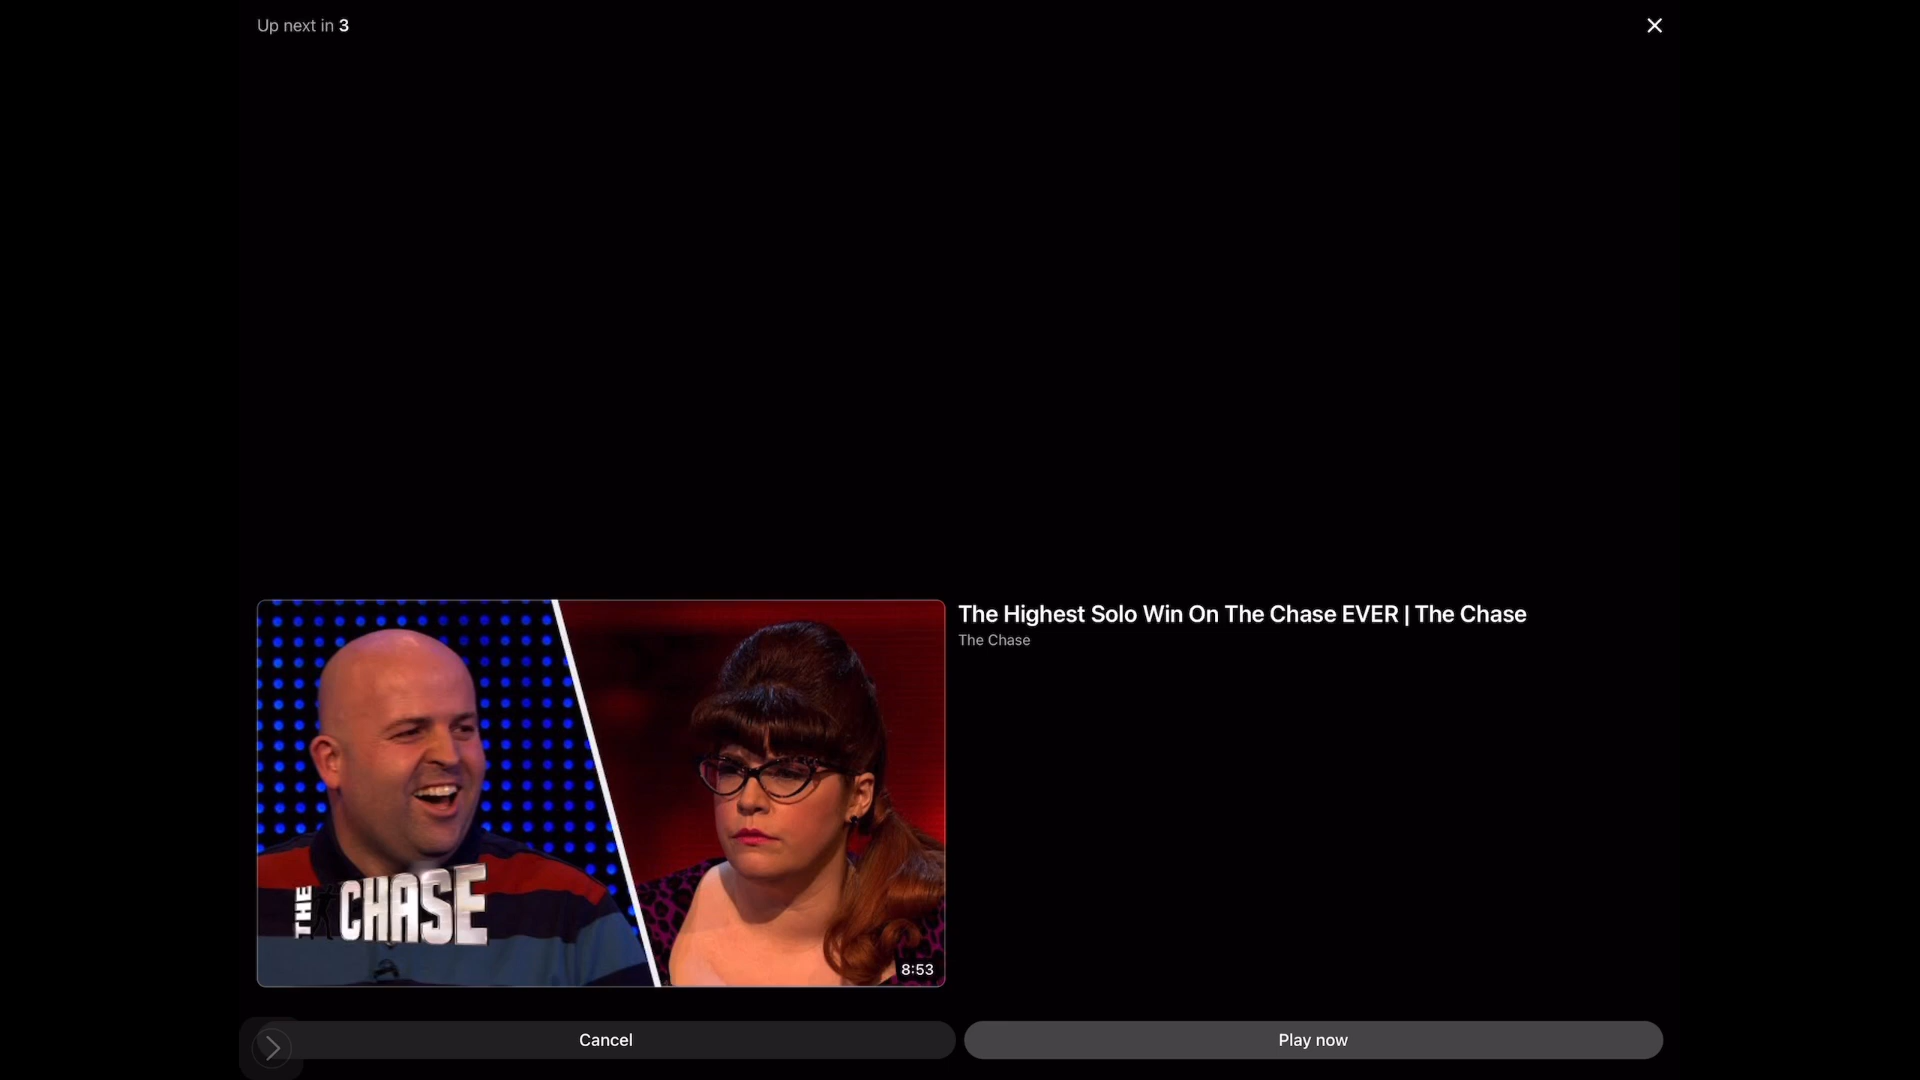 Up next in 3
The Highest Solo Win On The Chase EVER | The Chase
The Chase
THE CHASE
8:53
Cancel
Play now